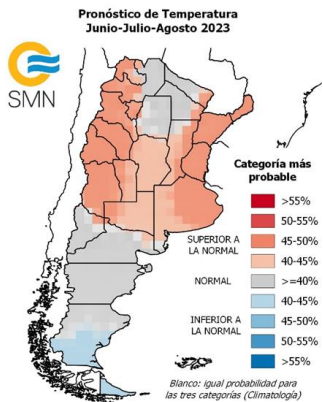 Pronóstico de Temperatura
Junio-Julio-Agosto 2023
SMN
Categoría más
probable
>55%
50-55%
SUPERIOR A
LA NORMAL
45-50%
40-45%
NORMAL
>=40%
INFERIOR A
LA NORMAL
40-45%
45-50%
50-55%
>55%
Blanco: igual probabilidad para
las tres categorías (Climatología)